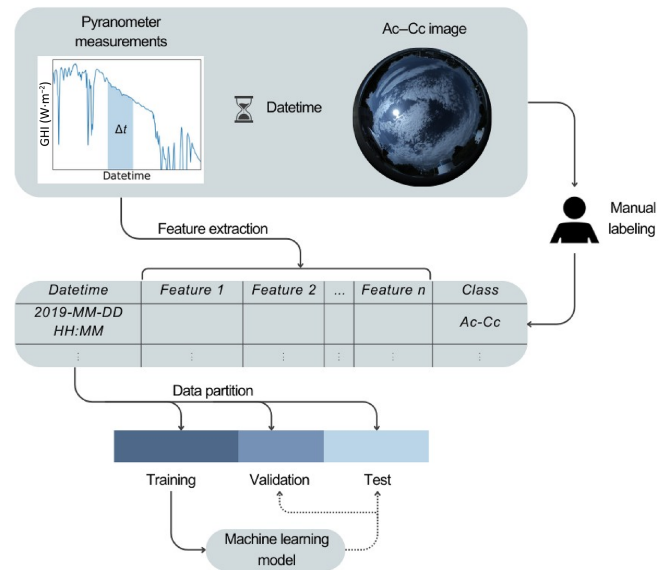 Pyranometer
measurements
Ac–Cc image
GHI (W·m⁻²)
Δt
Datetime
Datetime
Manual
labeling
Feature extraction
Datetime Feature 1 Feature 2 ... Feature n Class
2019-MM-DD
HH:MM
Ac-Cc
⋮ ⋮ ⋮ ⋮ ⋮ ⋮
Data partition
Training Validation Test
Machine learning
model